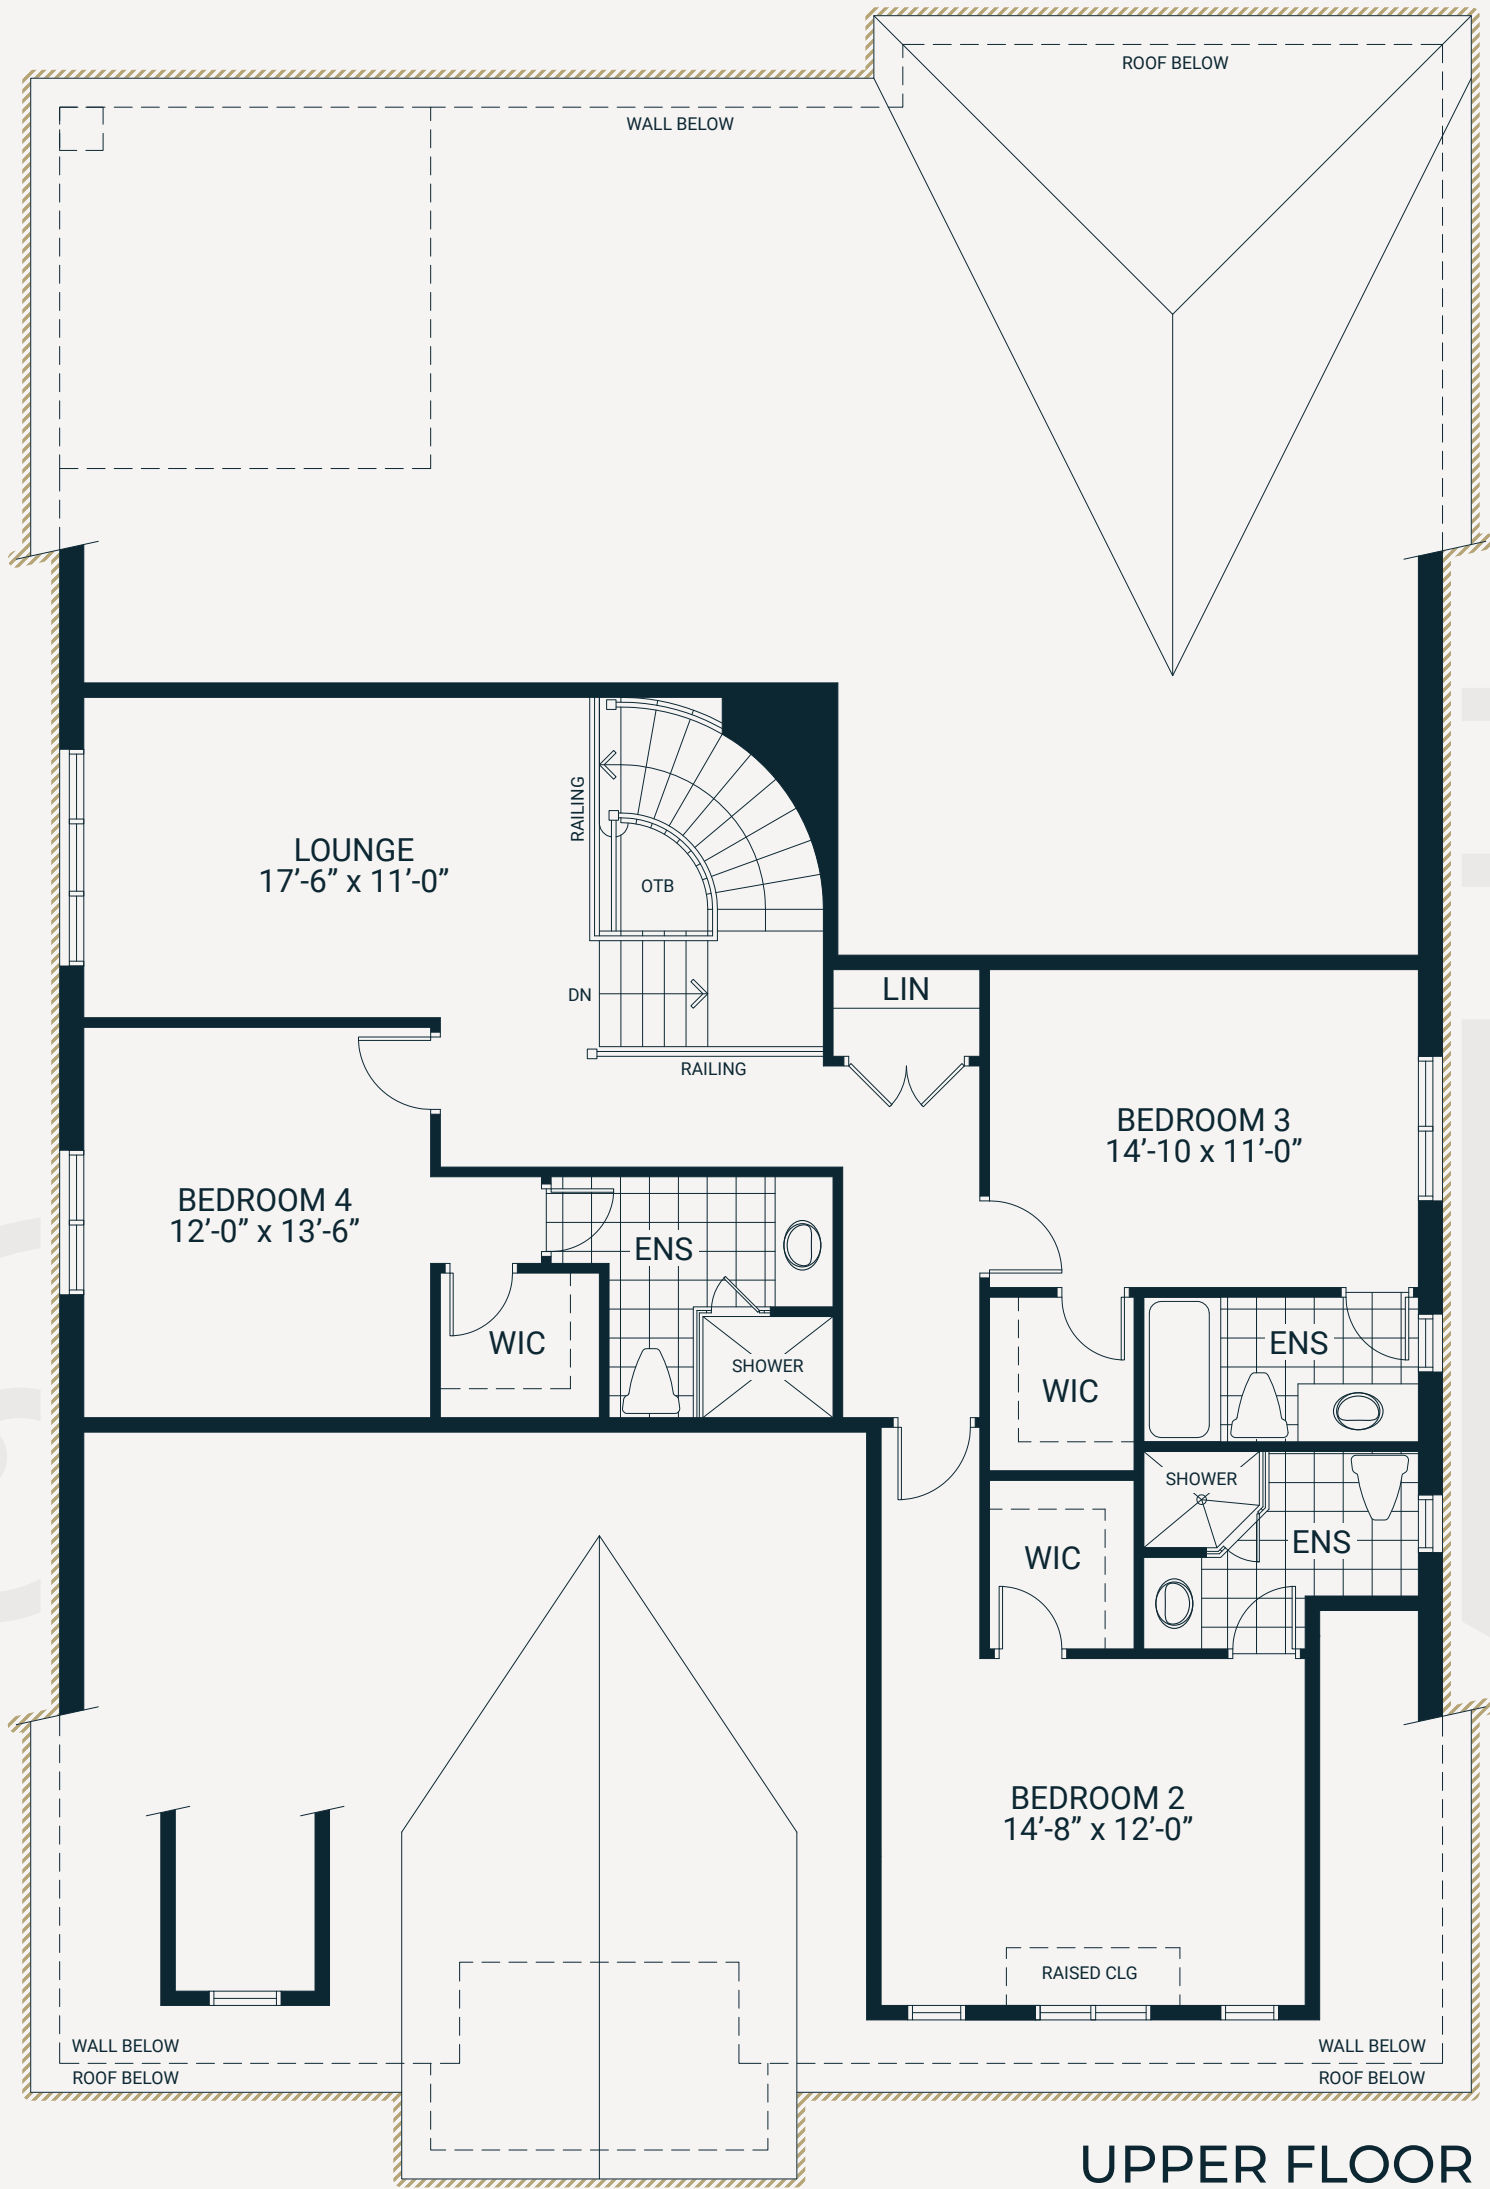 ROOF BELOW
WALL BELOW
RAILING
LOUNGE
17’-6” x 11’-0”
OTB
DN
LIN
RAILING
BEDROOM 3
14’-10 x 11’-0”
BEDROOM 4
12’-0” x 13’-6”
ENS
WIC
SHOWER
ENS
WIC
SHOWER
ENS
WIC
BEDROOM 2
14’-8” x 12’-0”
RAISED CLG
WALL BELOW
ROOF BELOW
WALL BELOW
ROOF BELOW
UPPER FLOOR